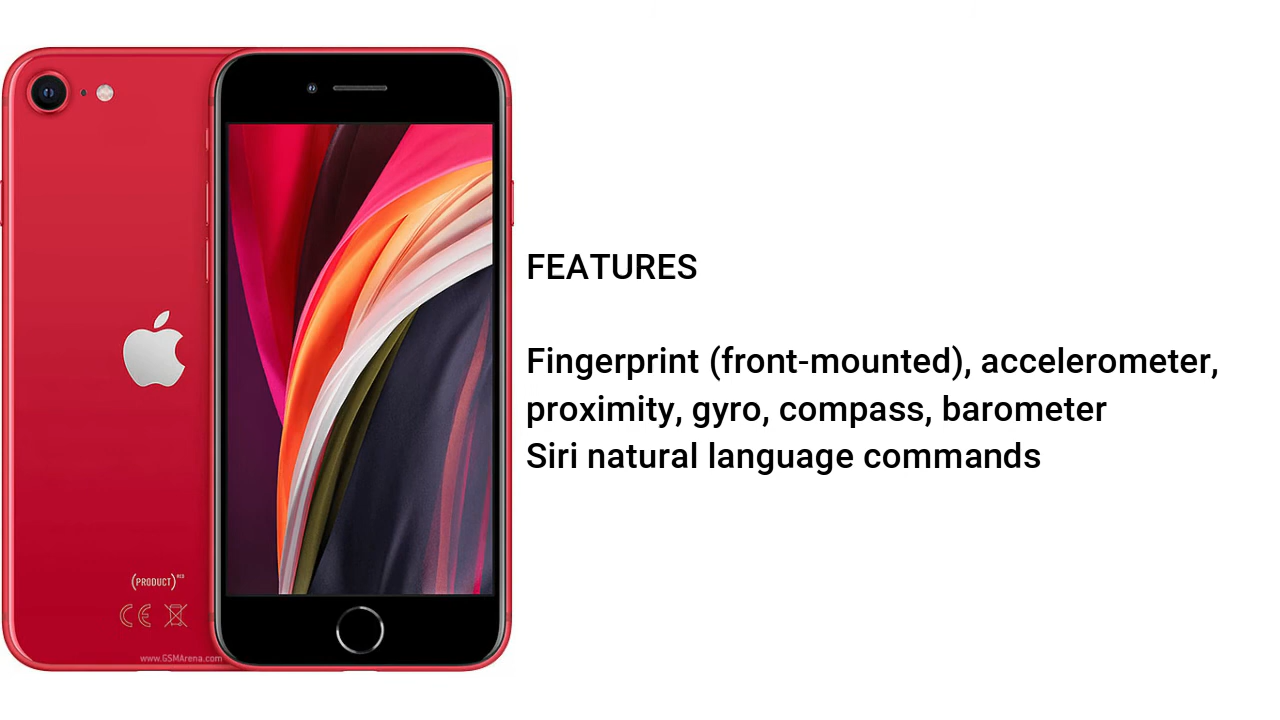 FEATURES
Fingerprint (front-mounted), accelerometer,
proximity, gyro, compass, barometer
Siri natural language commands
(PRODUCT)RED
www.GSMArena.com